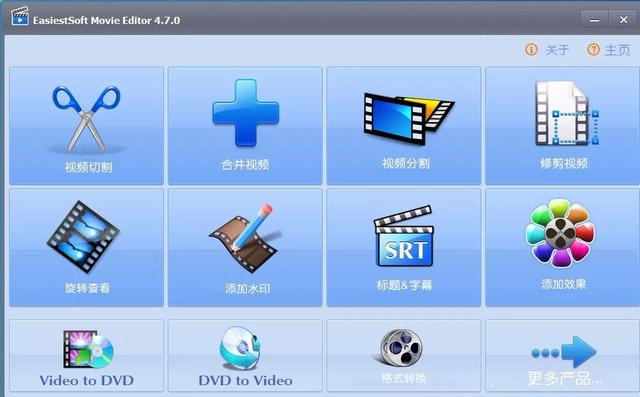 EasiestSoft Movie Editor 4.7.0
关于
主页
视频切割
合并视频
视频分割
修剪视频
旋转查看
添加水印
SRT
标题&字幕
添加效果
Video to DVD
DVD to Video
格式转换
更多产品...